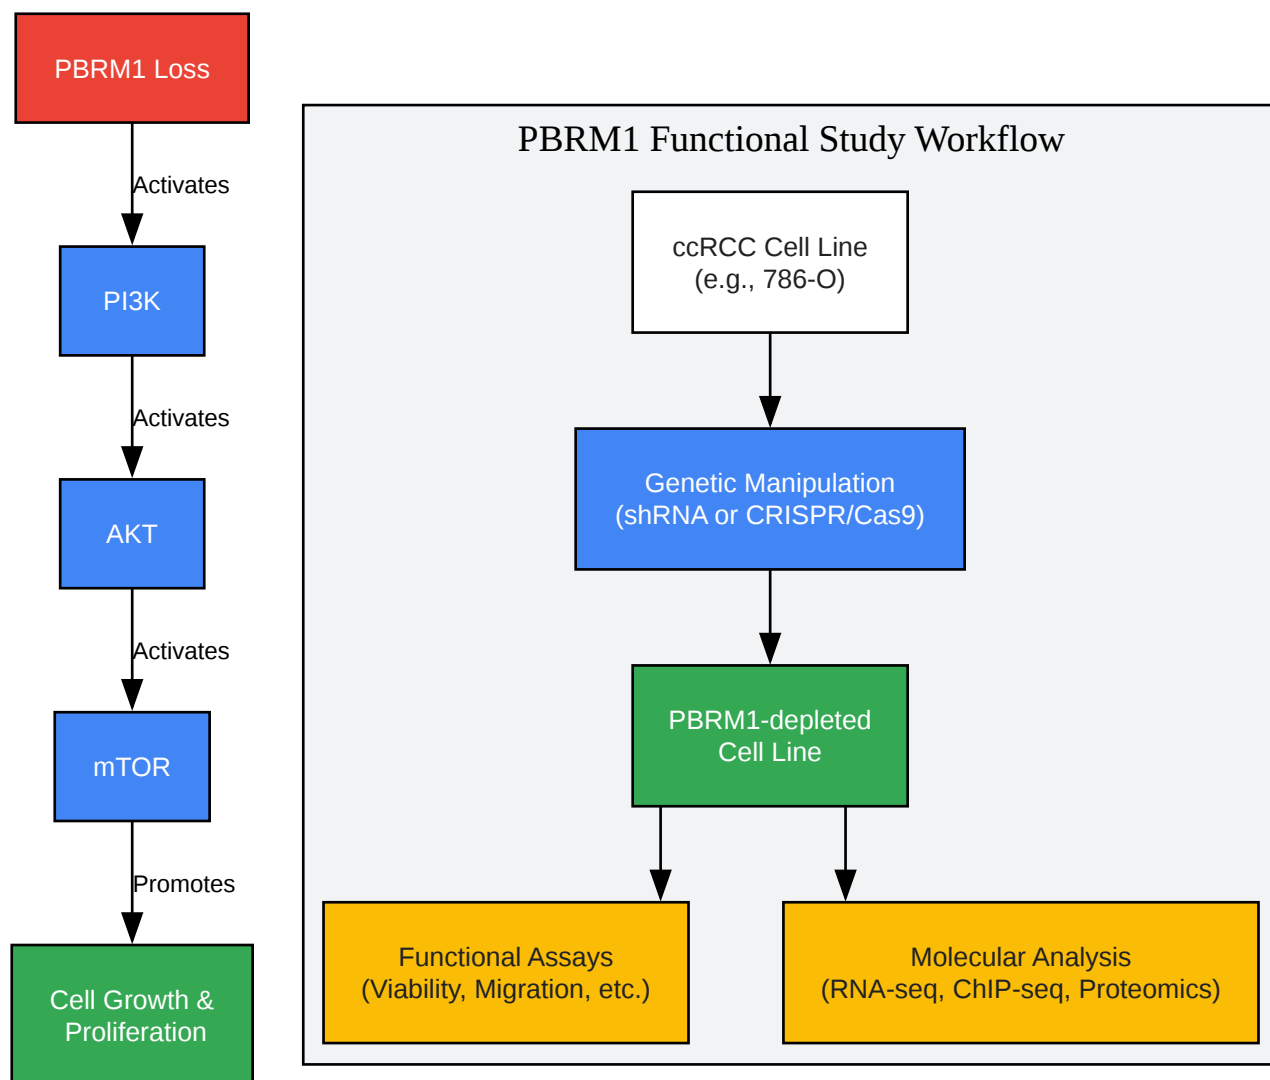 PBRM1 Loss
Activates
PI3K
Activates
AKT
Activates
mTOR
Promotes
Cell Growth &
Proliferation
PBRM1 Functional Study Workflow
ccRCC Cell Line
(e.g., 786-O)
Genetic Manipulation
(shRNA or CRISPR/Cas9)
PBRM1-depleted
Cell Line
Functional Assays
(Viability, Migration, etc.)
Molecular Analysis
(RNA-seq, ChIP-seq, Proteomics)